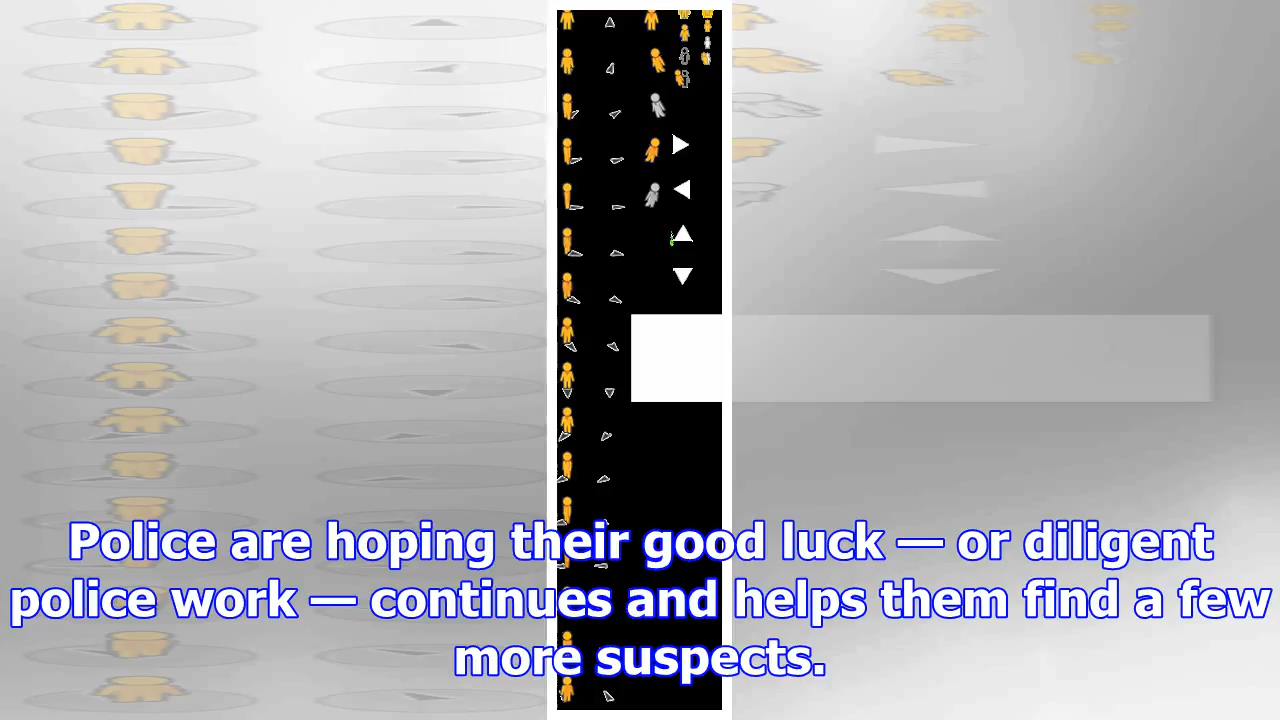 Police are hoping their good luck — or diligent
police work — continues and helps them find a few
more suspects.